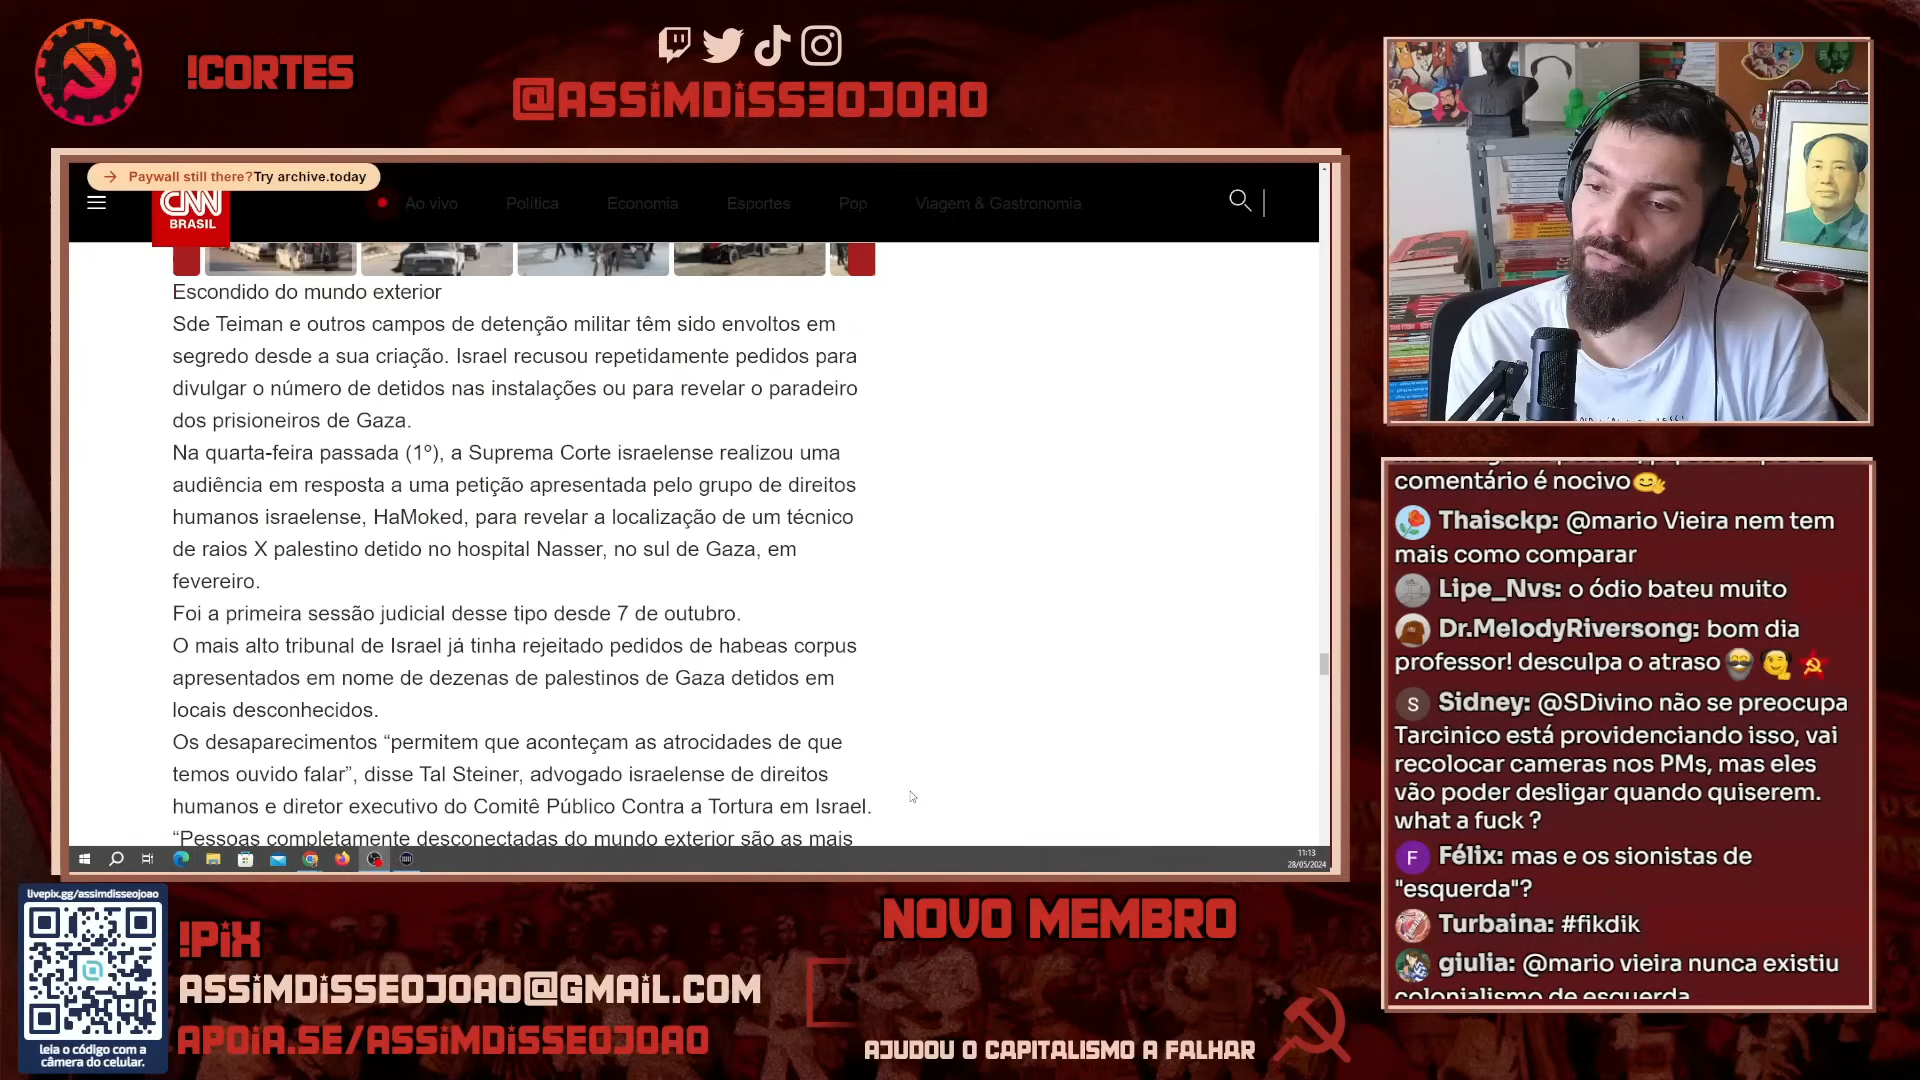 !CORTES
@ASSIMDISSEOJOAO
Paywall still there?Try archive.today
CNN
BRASIL
Ao vivo
Política
Economia
Esportes
Pop
Viagem & Gastronomia
Escondido do mundo exterior
Sde Teiman e outros campos de detenção militar têm sido envoltos em
segredo desde a sua criação. Israel recusou repetidamente pedidos para
divulgar o número de detidos nas instalações ou para revelar o paradeiro
dos prisioneiros de Gaza.
Na quarta-feira passada (1º), a Suprema Corte israelense realizou uma
audiência em resposta a uma petição apresentada pelo grupo de direitos
humanos israelense, HaMoked, para revelar a localização de um técnico
de raios X palestino detido no hospital Nasser, no sul de Gaza, em
fevereiro.
Foi a primeira sessão judicial desse tipo desde 7 de outubro.
O mais alto tribunal de Israel já tinha rejeitado pedidos de habeas corpus
apresentados em nome de dezenas de palestinos de Gaza detidos em
locais desconhecidos.
Os desaparecimentos “permitem que aconteçam as atrocidades de que
temos ouvido falar”, disse Tal Steiner, advogado israelense de direitos
humanos e diretor executivo do Comitê Público Contra a Tortura em Israel.
“Pessoas completamente desconectadas do mundo exterior são as mais
11:13
28/05/2024
comentário é nocivo
Thaisckp: @mario Vieira nem tem
mais como comparar
Lipe_Nvs: o ódio bateu muito
Dr.MelodyRiversong: bom dia
professor! desculpa o atraso
S Sidney: @SDivino não se preocupa
Tarcinico está providenciando isso, vai
recolocar cameras nos PMs, mas eles
vão poder desligar quando quiserem.
what a fuck ?
F Félix: mas e os sionistas de
"esquerda"?
Turbaina: #fikdik
giulia: @mario vieira nunca existiu
colonialismo de esquerda
livepix.gg/assimdisseojoao
leia o código com a
câmera do celular.
!PIX
ASSIMDISSEOJOAO@GMAIL.COM
APOIA.SE/ASSIMDISSEOJOAO
NOVO MEMBRO
AJUDOU O CAPITALISMO A FALHAR